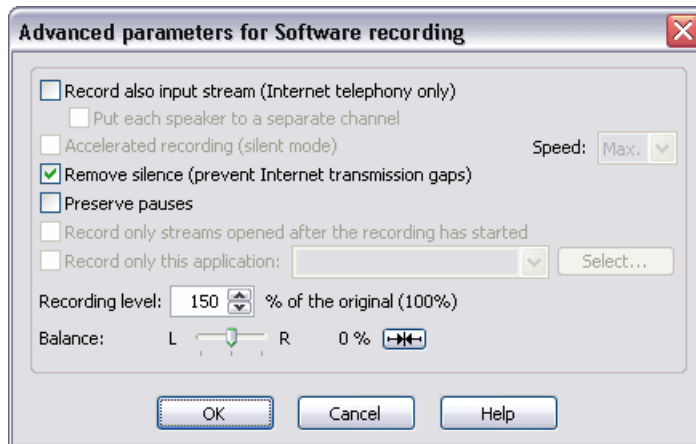 Advanced parameters for Software recording
Record also input stream (Internet telephony only)
Put each speaker to a separate channel
Accelerated recording (silent mode) Speed: Max.
Remove silence (prevent Internet transmission gaps)
Preserve pauses
Record only streams opened after the recording has started
Record only this application: Select...
Recording level: 150 % of the original (100%)
Balance: L R 0 %
OK Cancel Help